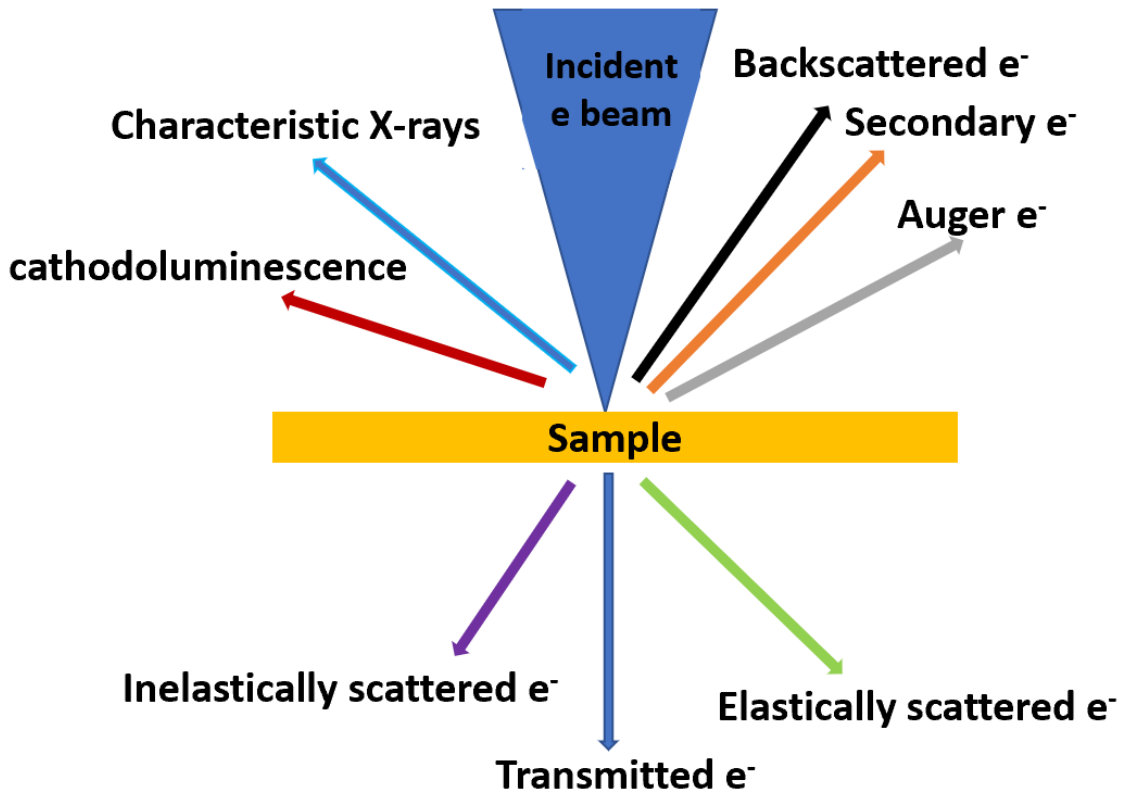 Incident
e beam
Backscattered e⁻
Secondary e⁻
Characteristic X-rays
Auger e⁻
cathodoluminescence
Sample
Inelastically scattered e⁻
Elastically scattered e⁻
Transmitted e⁻